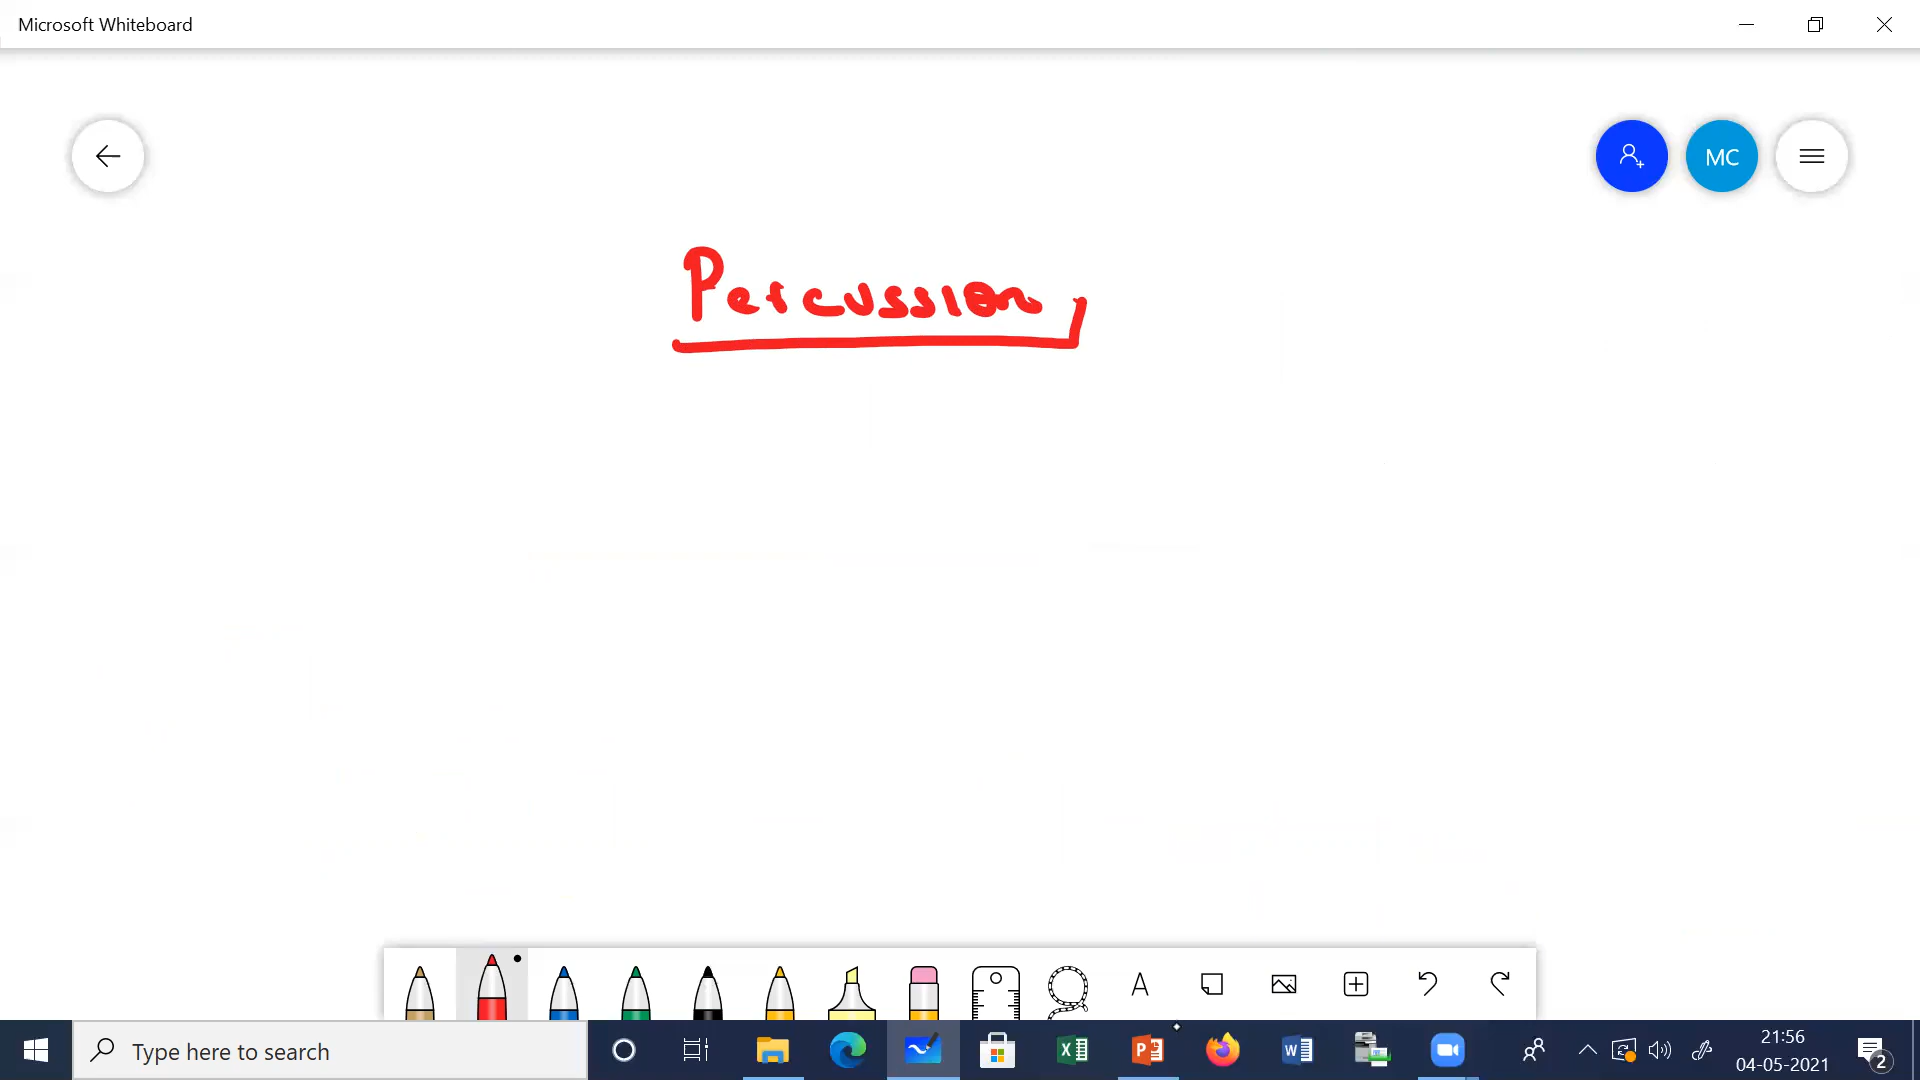 Microsoft Whiteboard
MC
Percussion
A
Type here to search
21:56
04-05-2021
2